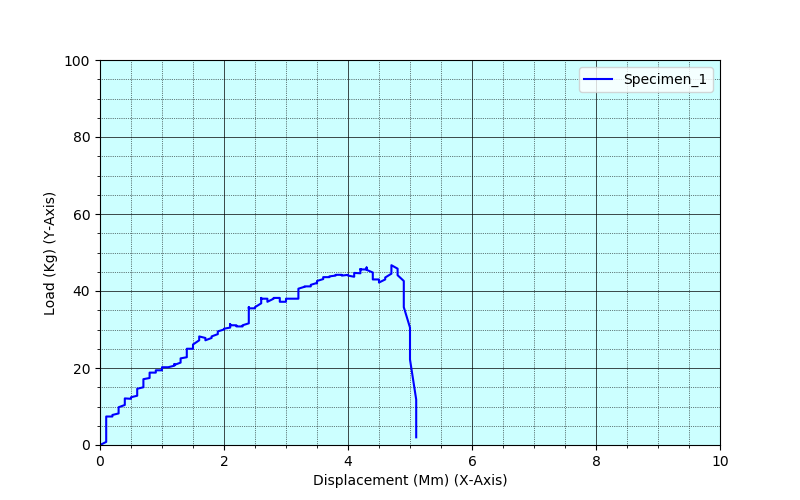 100
80
60
40
20
0
Load (Kg) (Y-Axis)
Specimen_1
0 2 4 6 8 10
Displacement (Mm) (X-Axis)